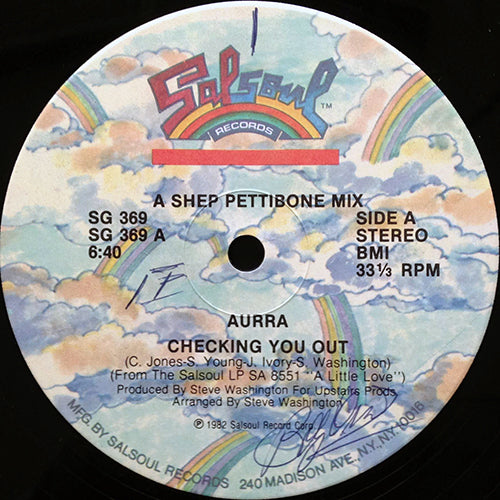 1
Salsoul™
RECORDS
A SHEP PETTIBONE MIX
SG 369
SG 369 A
6:40
SIDE A
STEREO
BMI
33⅓ RPM
AURRA
CHECKING YOU OUT
(C. Jones-S. Young-J. Ivory-S. Washington)
(From The Salsoul LP SA 8551 "A Little Love")
Produced By Steve Washington For Upstairs Prods.
Arranged By Steve Washington
℗ 1982 Salsoul Record Corp.
MFG. BY SALSOUL RECORDS 240 MADISON AVE., N.Y., N.Y. 10016